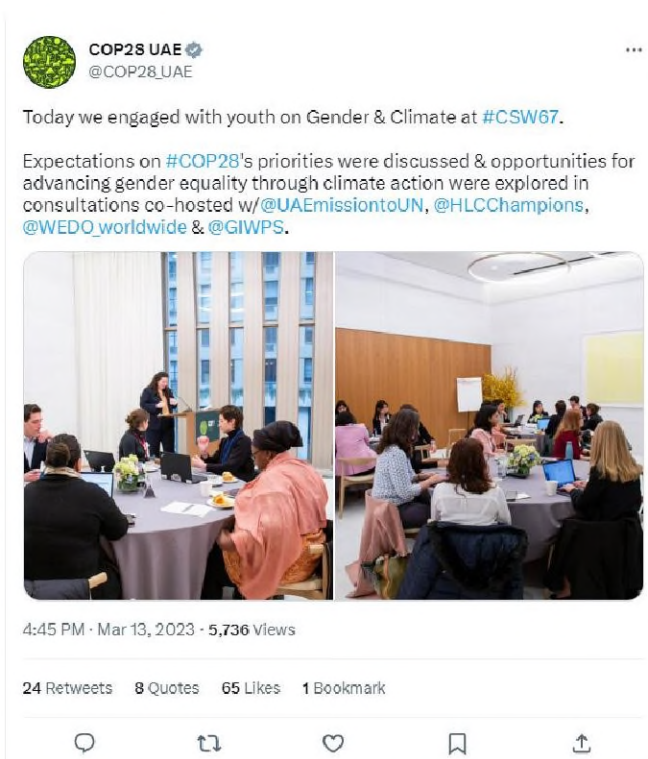 COP28 UAE
@COP28_UAE
Today we engaged with youth on Gender & Climate at #CSW67.
Expectations on #COP28's priorities were discussed & opportunities for
advancing gender equality through climate action were explored in
consultations co-hosted w/@UAEmissiontoUN, @HLCChampions,
@WEDO_worldwide & @GIWPS.
4:45 PM · Mar 13, 2023 · 5,736 Views
24 Retweets 8 Quotes 65 Likes 1 Bookmark